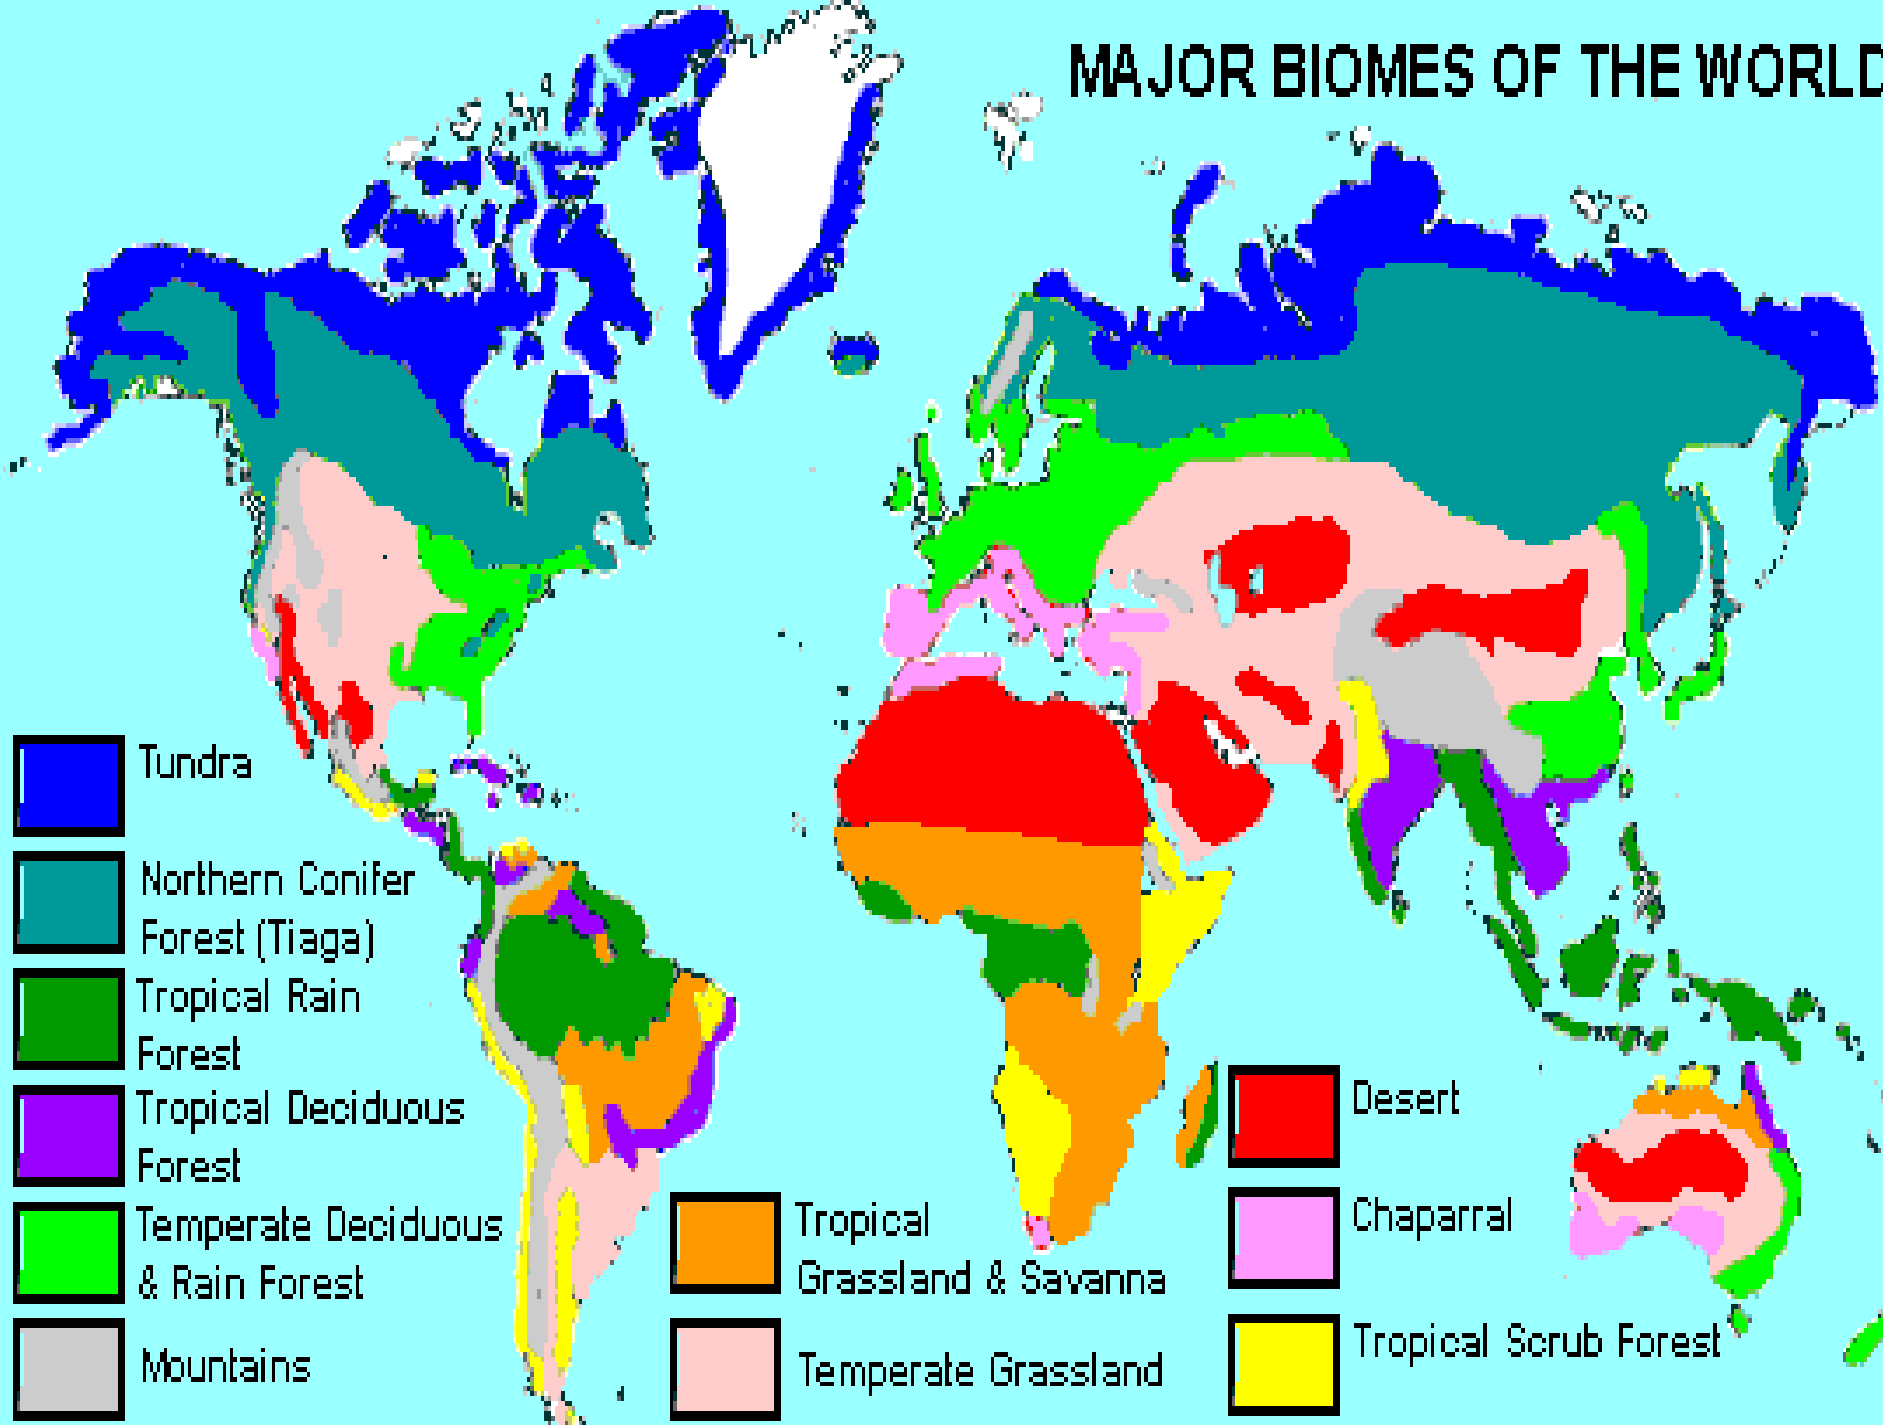 MAJOR BIOMES OF THE WORLD
Tundra
Northern Conifer
Forest (Tiaga)
Tropical Rain
Forest
Tropical Deciduous
Forest
Temperate Deciduous
& Rain Forest
Mountains
Tropical
Grassland & Savanna
Temperate Grassland
Desert
Chaparral
Tropical Scrub Forest